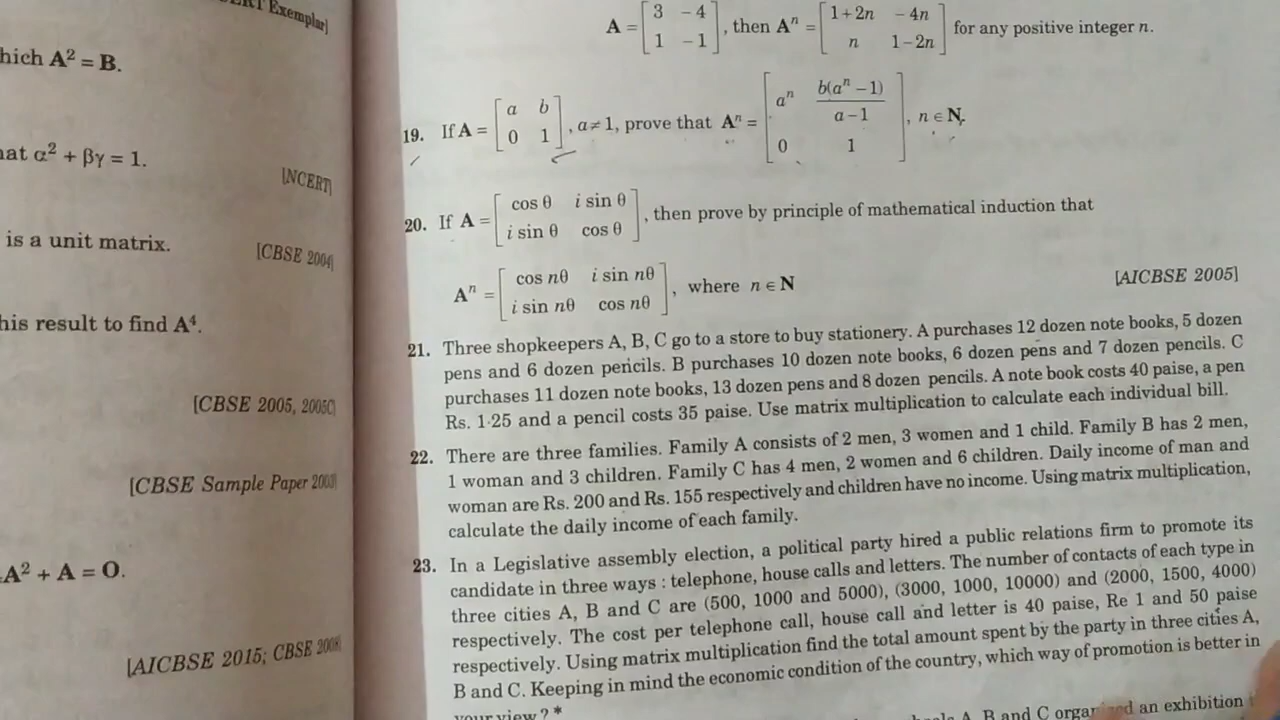 ERT Exemplar]
hich A² = B.
hat α² + βγ = 1.
[NCERT]
is a unit matrix.
[CBSE 2004]
his result to find A⁴.
[CBSE 2005, 2005C]
[CBSE Sample Paper 2003]
A² + A = O.
[AICBSE 2015; CBSE 2008]
A = [3 −4; 1 −1], then Aⁿ = [1+2n −4n; n 1−2n] for any positive integer n.
19. If A = [a b; 0 1], a ≠ 1, prove that Aⁿ = [aⁿ b(aⁿ −1)/(a−1); 0 1], n ∈ N.
20. If A = [cos θ i sin θ; i sin θ cos θ], then prove by principle of mathematical induction that
Aⁿ = [cos nθ i sin nθ; i sin nθ cos nθ], where n ∈ N
[AICBSE 2005]
21. Three shopkeepers A, B, C go to a store to buy stationery. A purchases 12 dozen note books, 5 dozen
pens and 6 dozen pencils. B purchases 10 dozen note books, 6 dozen pens and 7 dozen pencils. C
purchases 11 dozen note books, 13 dozen pens and 8 dozen pencils. A note book costs 40 paise, a pen
Rs. 1·25 and a pencil costs 35 paise. Use matrix multiplication to calculate each individual bill.
22. There are three families. Family A consists of 2 men, 3 women and 1 child. Family B has 2 men,
1 woman and 3 children. Family C has 4 men, 2 women and 6 children. Daily income of man and
woman are Rs. 200 and Rs. 155 respectively and children have no income. Using matrix multiplication,
calculate the daily income of each family.
23. In a Legislative assembly election, a political party hired a public relations firm to promote its
candidate in three ways : telephone, house calls and letters. The number of contacts of each type in
three cities A, B and C are (500, 1000 and 5000), (3000, 1000, 10000) and (2000, 1500, 4000)
respectively. The cost per telephone call, house call and letter is 40 paise, Re 1 and 50 paise
respectively. Using matrix multiplication find the total amount spent by the party in three cities A,
B and C. Keeping in mind the economic condition of the country, which way of promotion is better in
your view ? *
A, B and C organized an exhibition